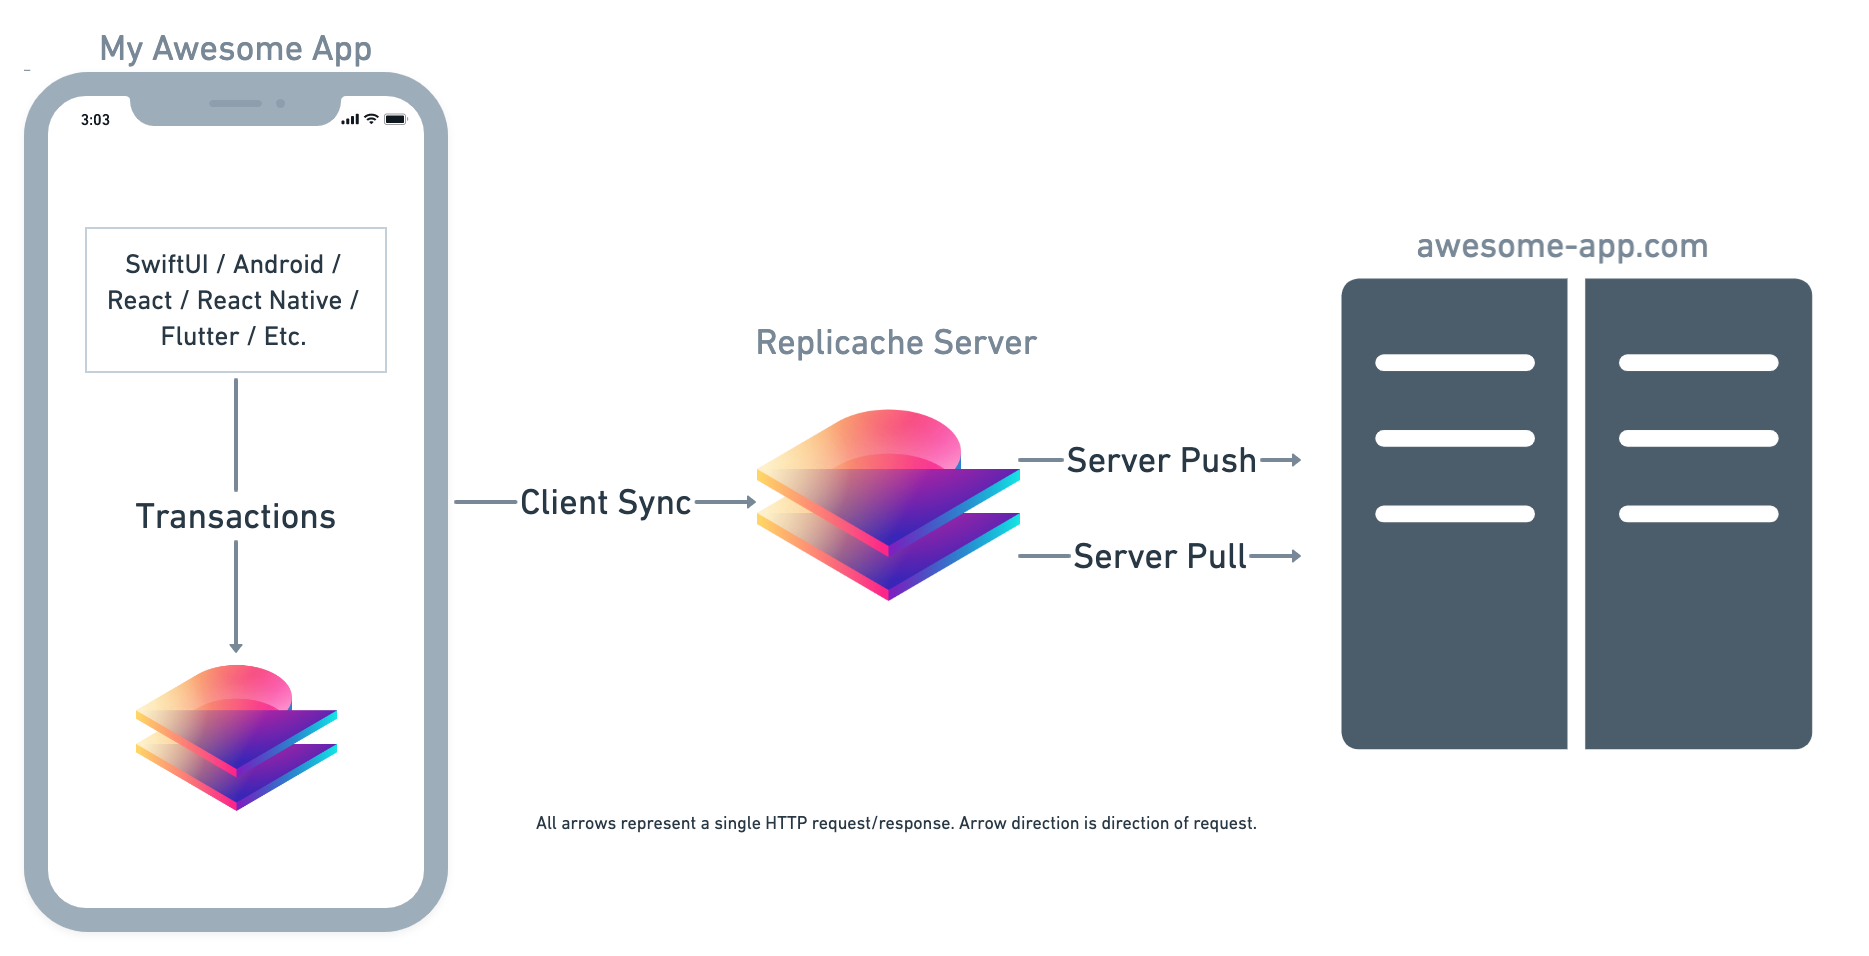 My Awesome App
3:03
SwiftUI / Android /
React / React Native /
Flutter / Etc.
Transactions
Client Sync
Replicache Server
Server Push
Server Pull
awesome-app.com
All arrows represent a single HTTP request/response. Arrow direction is direction of request.